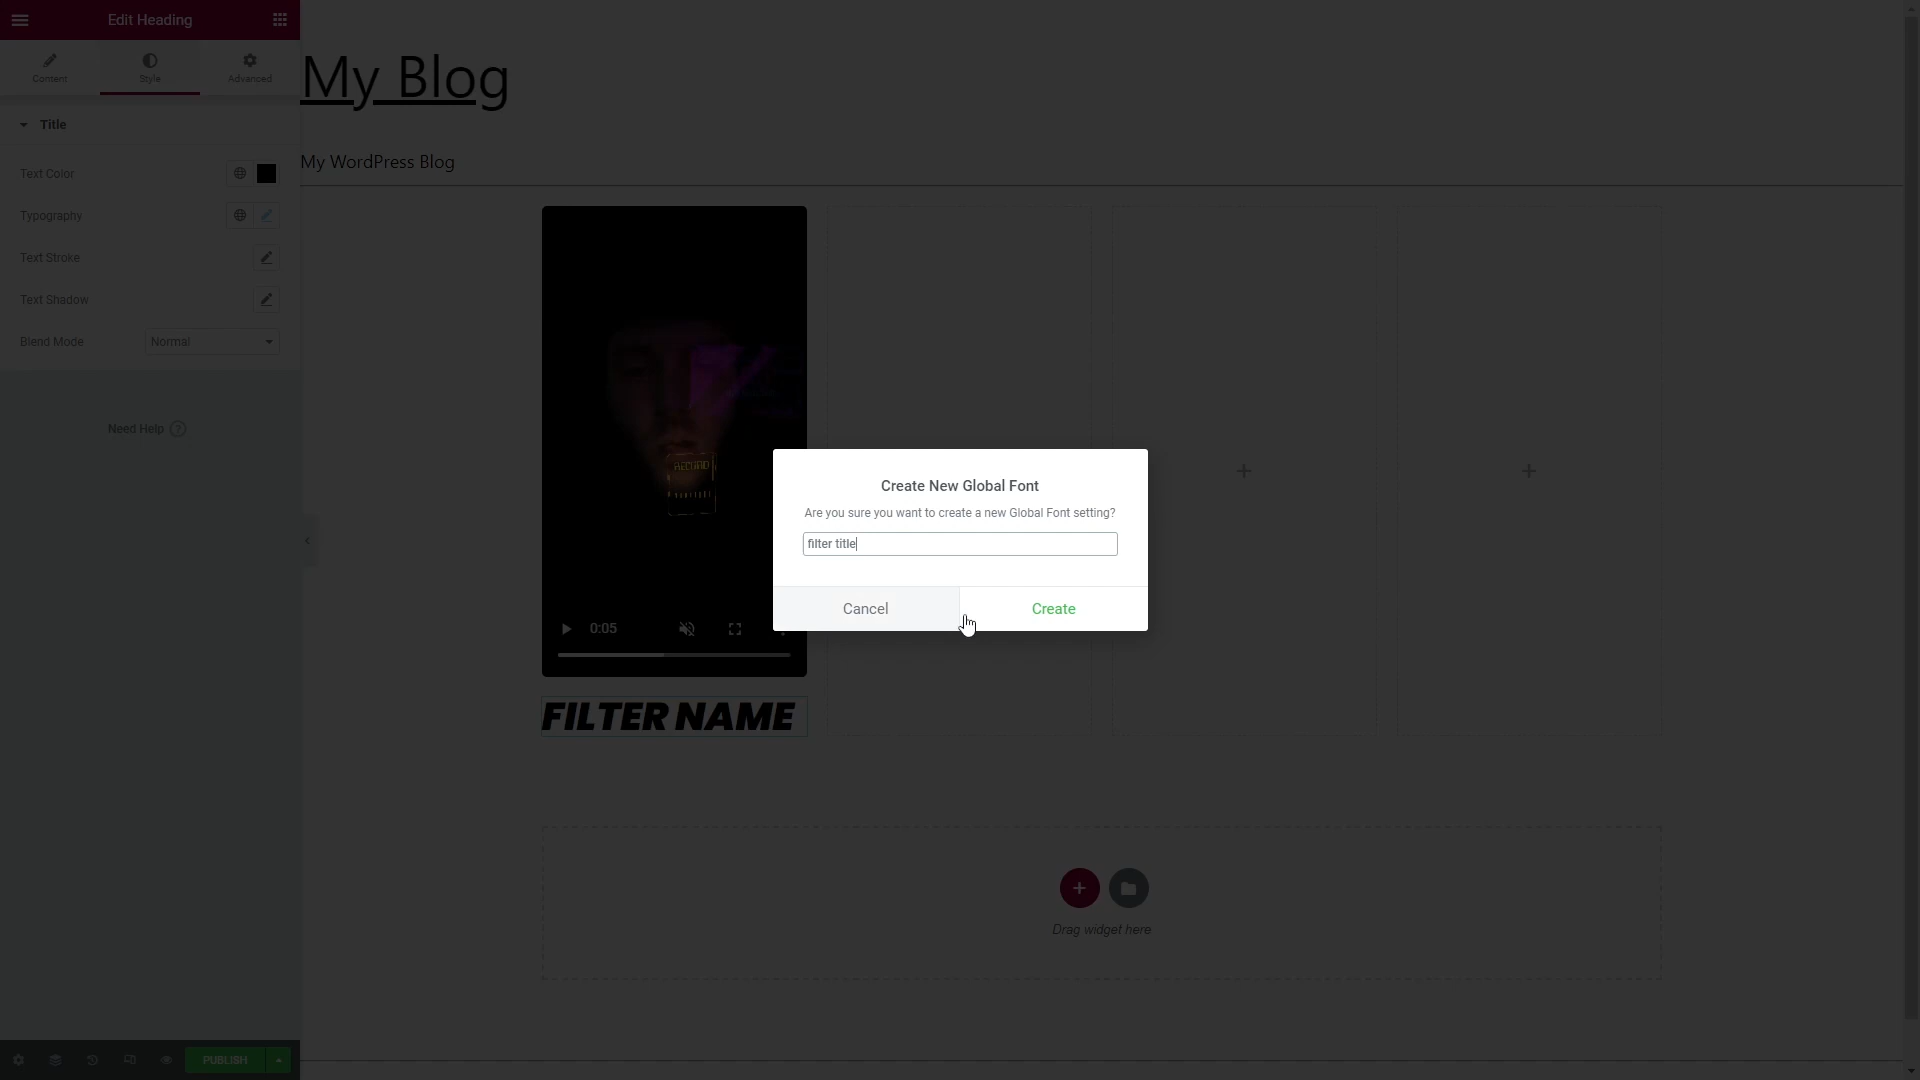 Edit Heading
Content
Style
Advanced
Title
Text Color
Typography
Text Stroke
Text Shadow
Blend Mode
Normal
Need Help ?
PUBLISH
My Blog
My WordPress Blog
0:05
FILTER NAME
Create New Global Font
Are you sure you want to create a new Global Font setting?
filter title
Cancel
Create
Drag widget here